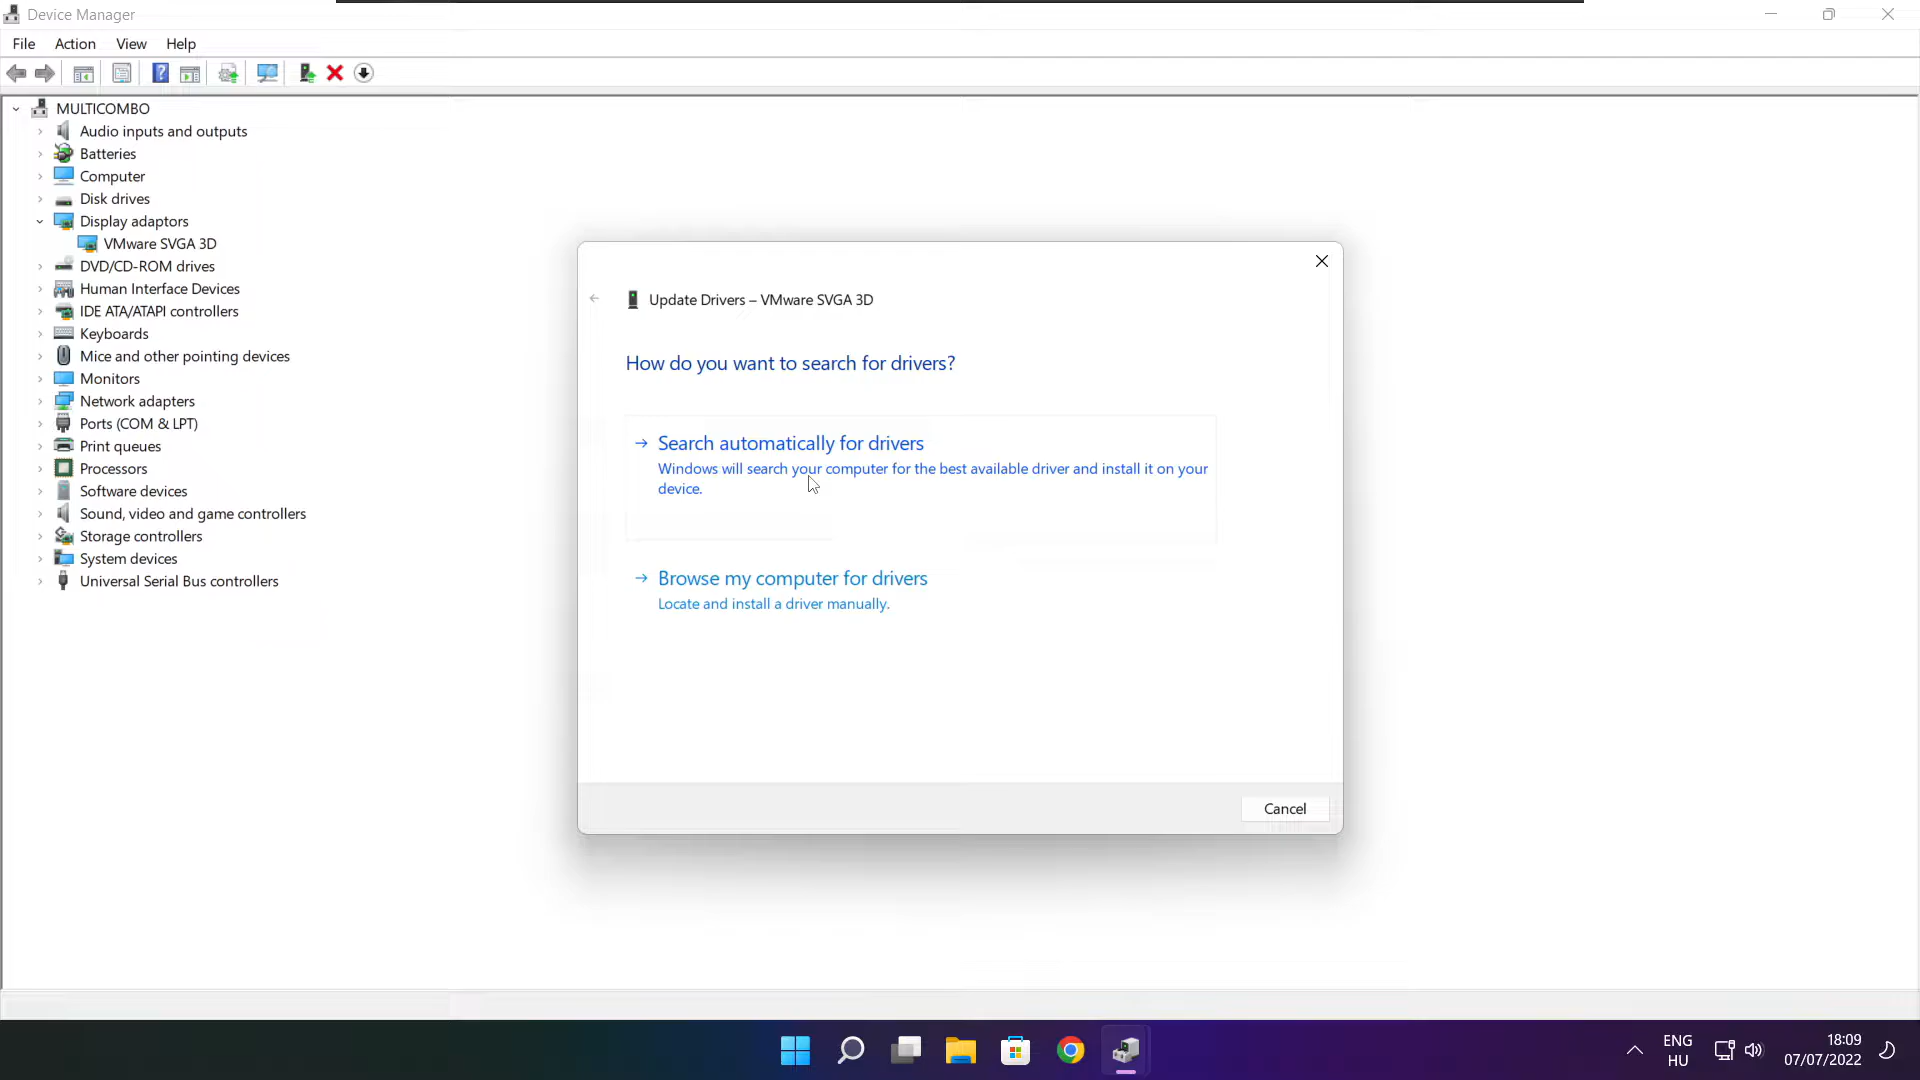 Device Manager
File Action View Help
MULTICOMBO
Audio inputs and outputs
Batteries
Computer
Disk drives
Display adaptors
VMware SVGA 3D
DVD/CD-ROM drives
Human Interface Devices
IDE ATA/ATAPI controllers
Keyboards
Mice and other pointing devices
Monitors
Network adapters
Ports (COM & LPT)
Print queues
Processors
Software devices
Sound, video and game controllers
Storage controllers
System devices
Universal Serial Bus controllers
Update Drivers – VMware SVGA 3D
How do you want to search for drivers?
Search automatically for drivers
Windows will search your computer for the best available driver and install it on your
device.
Browse my computer for drivers
Locate and install a driver manually.
Cancel
ENG
HU
18:09
07/07/2022